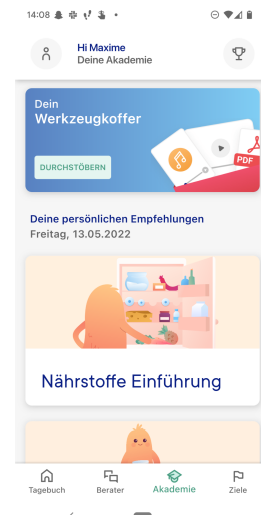 14:08
Hi Maxime
Deine Akademie
Dein
Werkzeugkoffer
PDF
DURCHSTÖBERN
Deine persönlichen Empfehlungen
Freitag, 13.05.2022
Nährstoffe Einführung
Tagebuch
Berater
Akademie
Ziele